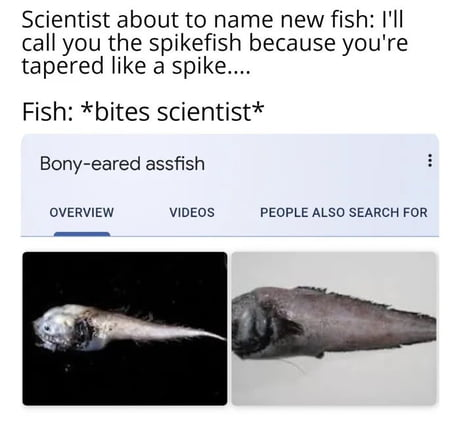 Scientist about to name new fish: I'll
call you the spikefish because you're
tapered like a spike....
Fish: *bites scientist*
Bony-eared assfish
OVERVIEW VIDEOS PEOPLE ALSO SEARCH FOR